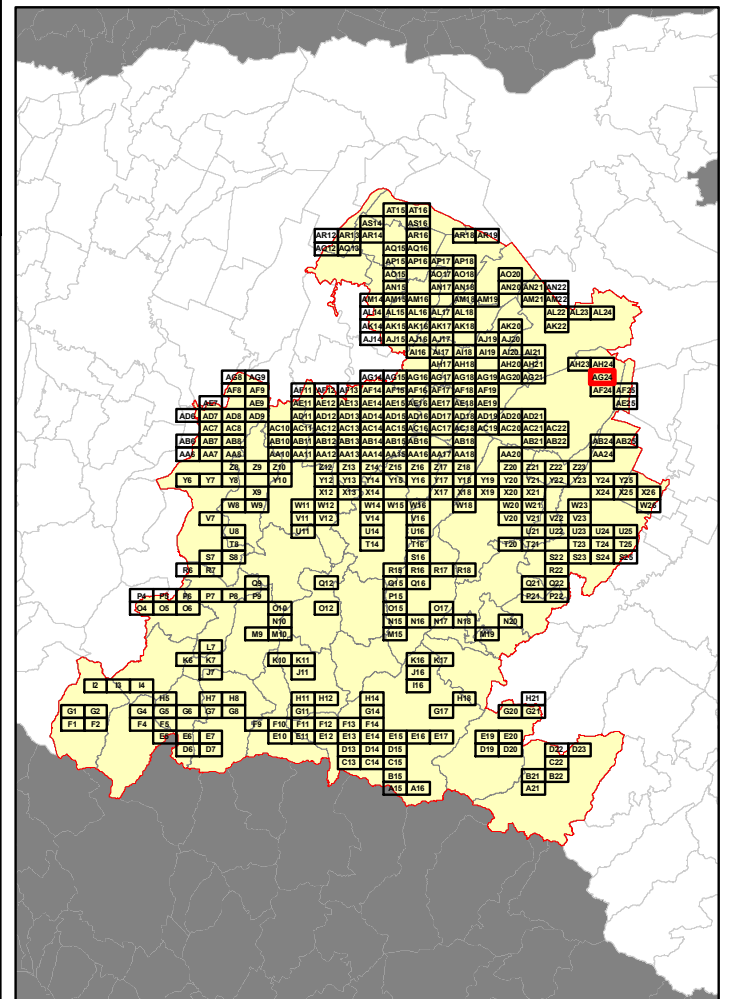 AT15 AT16
AS14 AS16
AR12 AR13 AR14 AR16 AR18 AR19
AQ12 AQ13 AQ15 AQ16
AP15 AP16 AP17 AP18
AO15 AO17 AO18 AO20
AN15 AN17 AN18 AN20 AN21 AN22
AM14 AM15 AM16 AM18 AM19 AM21 AM22
AL14 AL15 AL16 AL17 AL18 AL22 AL23 AL24
AK14 AK15 AK16 AK17 AK18 AK20 AK22
AJ14 AJ15 AJ16 AJ17 AJ19 AJ20
AI16 AI17 AI18 AI19 AI20 AI21
AH17 AH18 AH20 AH21 AH23 AH24
AG8 AG9 AG14 AG15 AG16 AG17 AG18 AG19 AG20 AG21 AG24
AF8 AF9 AF11 AF12 AF13 AF14 AF15 AF16 AF17 AF18 AF19 AF24 AF25
AE7 AE9 AE11 AE12 AE13 AE14 AE15 AE16 AE17 AE18 AE25
AD6 AD7 AD8 AD9 AD11 AD12 AD13 AD14 AD15 AD16 AD17 AD18 AD19 AD20 AD21
AC7 AC8 AC10 AC11 AC12 AC13 AC14 AC15 AC16 AC17 AC18 AC19 AC20 AC21 AC22
AB6 AB7 AB8 AB10 AB11 AB12 AB13 AB14 AB15 AB16 AB18 AB21 AB22 AB24 AB25
AA6 AA7 AA8 AA10 AA11 AA12 AA13 AA14 AA15 AA16 AA17 AA18 AA20 AA24
Z8 Z9 Z10 Z12 Z13 Z14 Z15 Z16 Z17 Z18 Z20 Z21 Z22 Z23
Y6 Y7 Y8 Y10 Y12 Y13 Y14 Y15 Y16 Y17 Y18 Y19 Y20 Y21 Y22 Y23 Y24 Y25
X9 X12 X13 X14 X17 X18 X19 X20 X21 X24 X25 X26
W8 W9 W11 W12 W14 W15 W16 W18 W20 W21 W23 W26
V7 V11 V12 V14 V16 V20 V21 V22 V23
U8 U11 U14 U16 U21 U22 U23 U24 U25
T8 T14 T16 T20 T21 T23 T24 T25
S7 S8 S16 S22 S23 S24 S25
R6 R7 R15 R16 R17 R18 R22
Q9 Q12 Q15 Q16 Q21 Q22
P4 P5 P6 P7 P8 P9 P15 P21 P22
O4 O5 O6 O10 O12 O15 O17
N10 N15 N16 N17 N18 N20
M9 M10 M15 M19
L7
K6 K7 K10 K11 K16 K17
J7 J11 J16
I2 I3 I4 I16
H5 H7 H8 H11 H12 H14 H18 H21
G1 G2 G4 G5 G6 G7 G8 G11 G14 G17 G20 G21
F1 F2 F4 F5 F9 F10 F11 F12 F13 F14
E5 E6 E7 E10 E11 E12 E13 E14 E15 E16 E17 E19 E20
D6 D7 D13 D14 D15 D19 D20 D22 D23
C13 C14 C15 C22
B15 B21 B22
A15 A16 A21